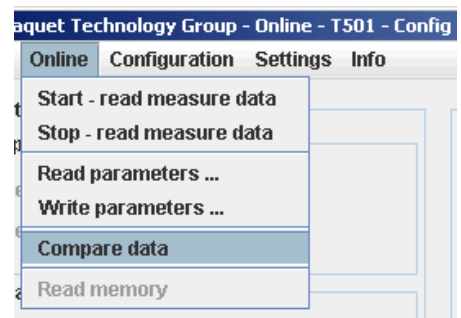 aquet Technology Group - Online - T501 - Config
Online Configuration Settings Info
Start - read measure data
Stop - read measure data
Read parameters ...
Write parameters ...
Compare data
Read memory